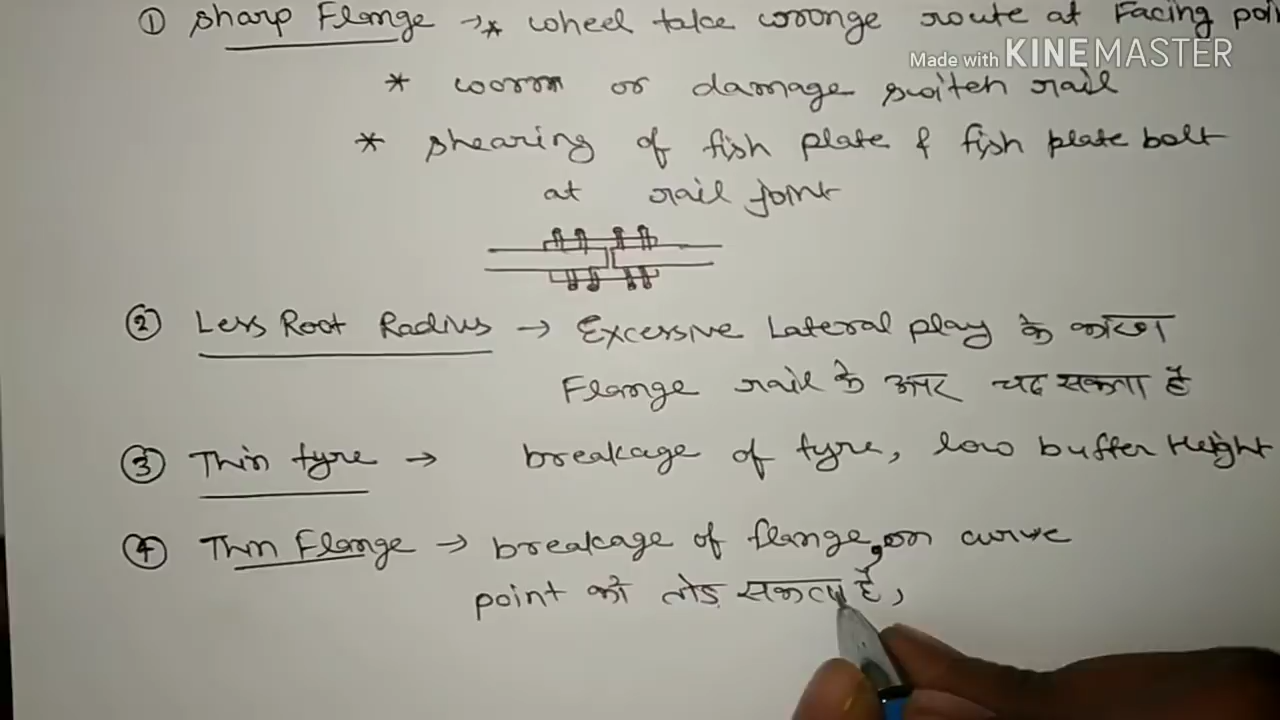 ① Sharp Flange → * wheel take wronge route at Facing poin
Made with KINEMASTER
* worrn or damage switch rail
* shearing of fish plate & fish plate bolt
at rail joint
② Less Root Radius → Excessive Lateral play के कारण
Flange rail के ऊपर चढ सकता है
③ Thin tyre → breakage of tyre, low buffer Height
④ Thin Flange → breakage of flange, on curve
point को तोड़ सकता है,